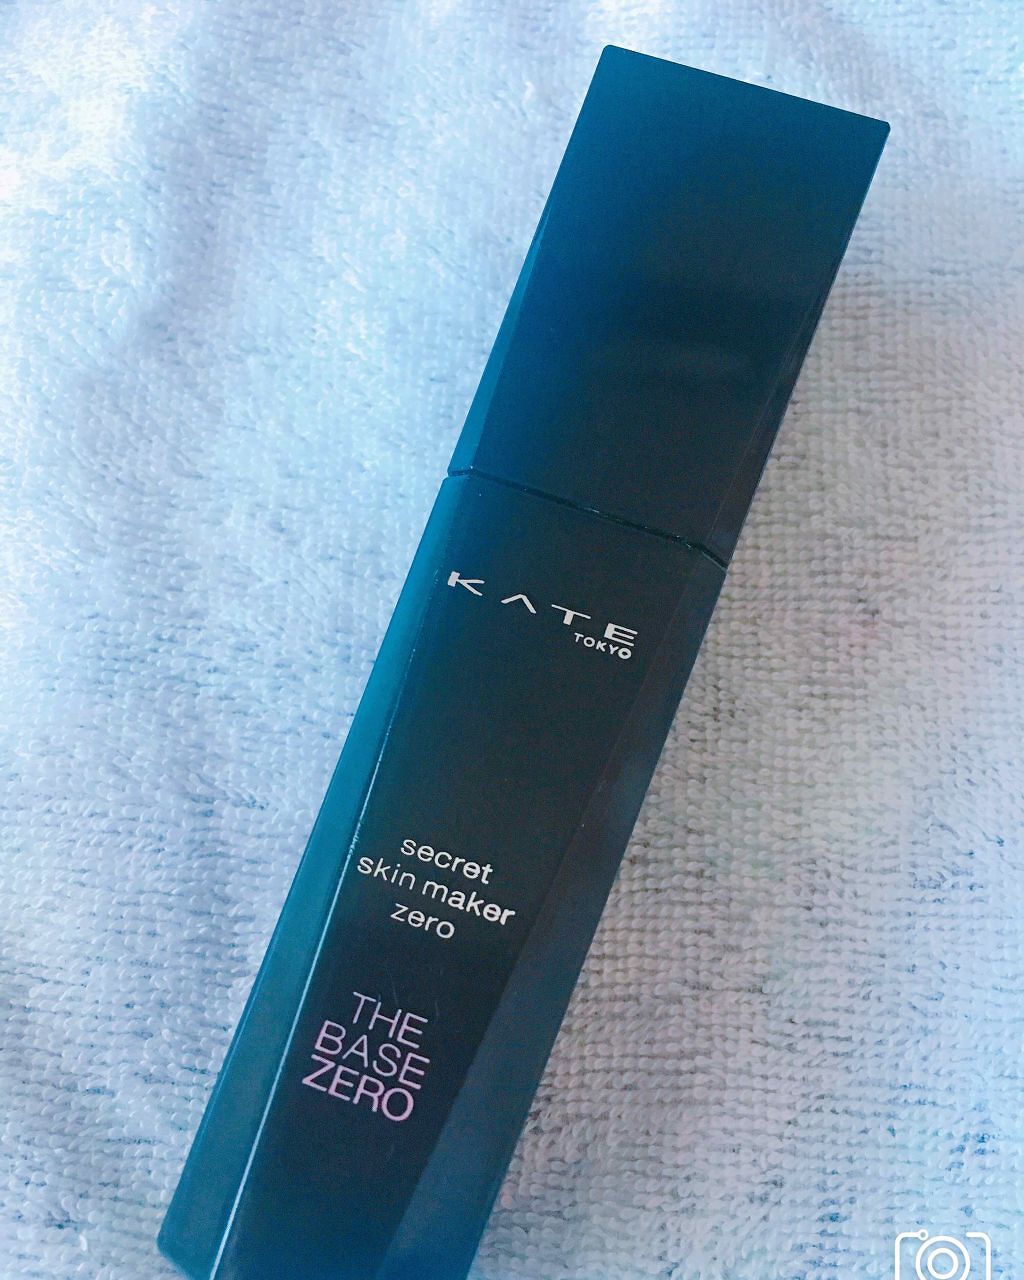 KATE
TOKYO
secret
skin maker
zero
THE
BASE
ZERO